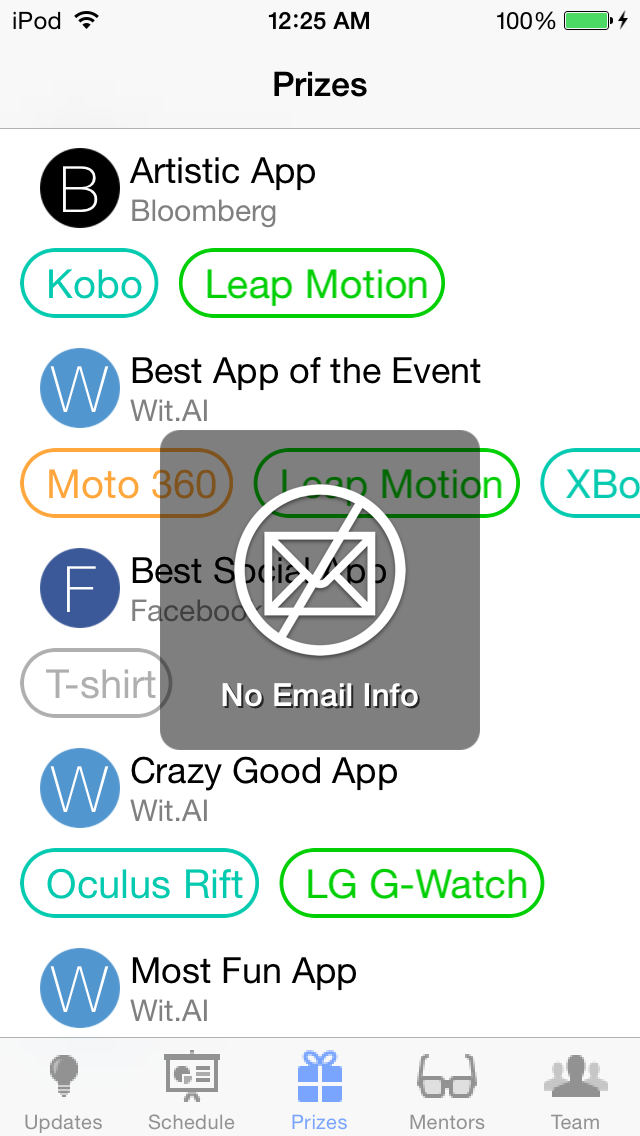 iPod 12:25 AM 100%
Prizes
B Artistic App
Bloomberg
Kobo Leap Motion
W Best App of the Event
Wit.AI
Moto 360 Leap Motion XBo
F Best Social App
Facebook
T-shirt
No Email Info
W Crazy Good App
Wit.AI
Oculus Rift LG G-Watch
W Most Fun App
Wit.AI
Updates Schedule Prizes Mentors Team